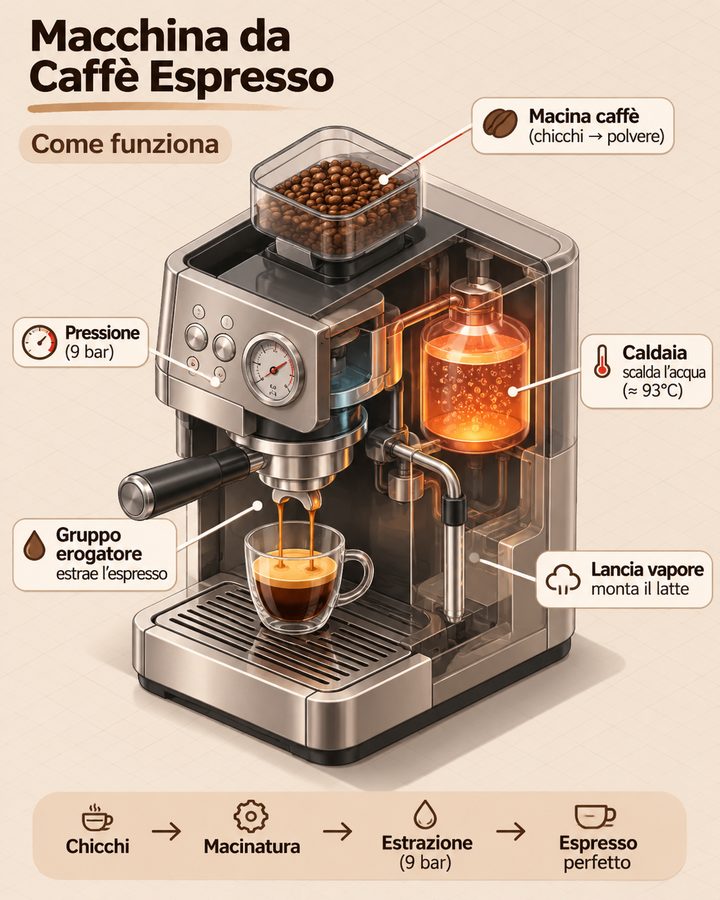 Macchina da
Caffè Espresso
Come funziona
Macina caffè
(chicchi → polvere)
Pressione
(9 bar)
Caldaia
scalda l'acqua
(≈ 93°C)
Gruppo
erogatore
estrae l'espresso
Lancia vapore
monta il latte
Chicchi → Macinatura → Estrazione → Espresso
(9 bar) perfetto